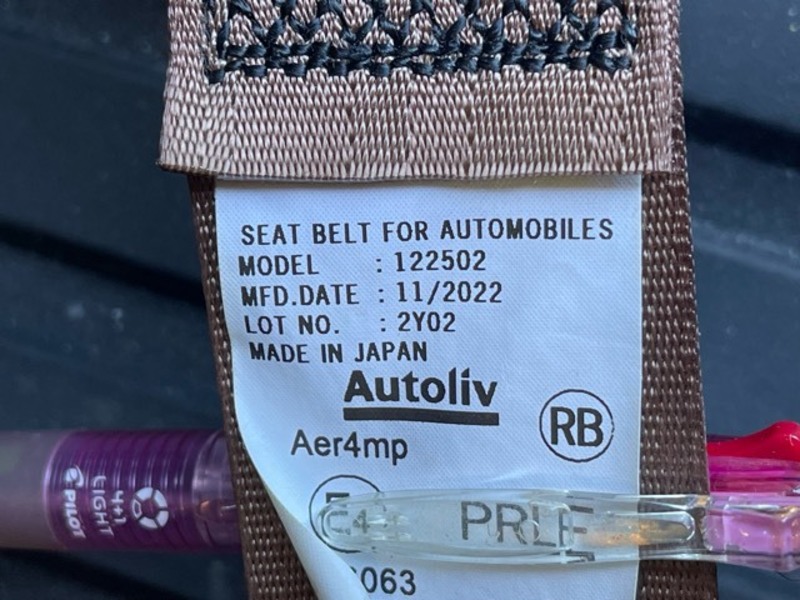 SEAT BELT FOR AUTOMOBILES
MODEL : 122502
MFD.DATE : 11/2022
LOT NO. : 2Y02
MADE IN JAPAN
Autoliv
RB
Aer4mp
4+1
LIGHT
PILOT
063